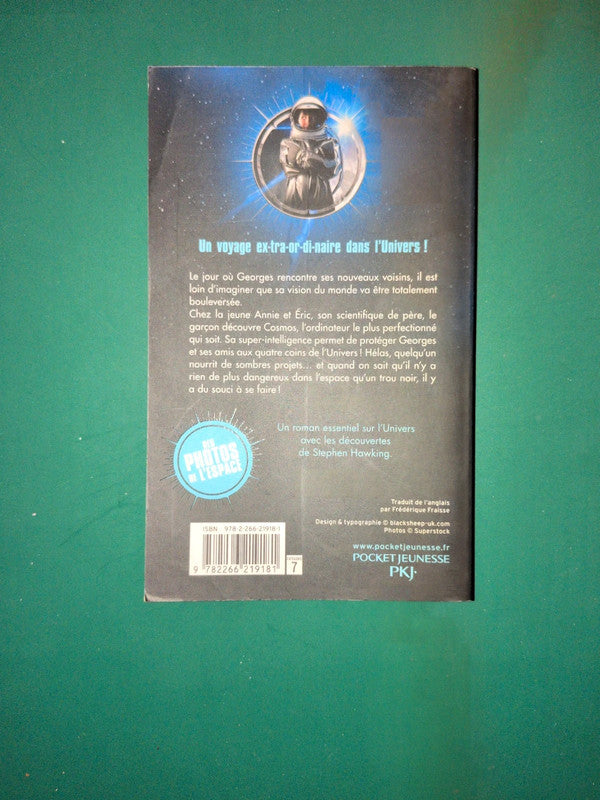 Un voyage ex-tra-or-di-naire dans l'Univers !
Le jour où Georges rencontre ses nouveaux voisins, il est
loin d'imaginer que sa vision du monde va être totalement
bouleversée.
Chez la jeune Annie et Éric, son scientifique de père, le
garçon découvre Cosmos, l'ordinateur le plus perfectionné
qui soit. Sa super-intelligence permet de protéger Georges
et ses amis aux quatre coins de l'Univers ! Hélas, quelqu'un
nourrit de sombres projets... et quand on sait qu'il n'y a
rien de plus dangereux dans l'espace qu'un trou noir, il y
a du souci à se faire !
DES
PHOTOS
DE L'ESPACE
Un roman essentiel sur l'Univers
avec les découvertes
de Stephen Hawking.
Traduit de l'anglais
par Frédérique Fraisse
Design & typographie © blacksheep-uk.com
Photos © Superstock
ISBN 978-2-266-21918-1
9 782266 219181
CATÉGORIE
7
www.pocketjeunesse.fr
POCKET JEUNESSE
PKJ·